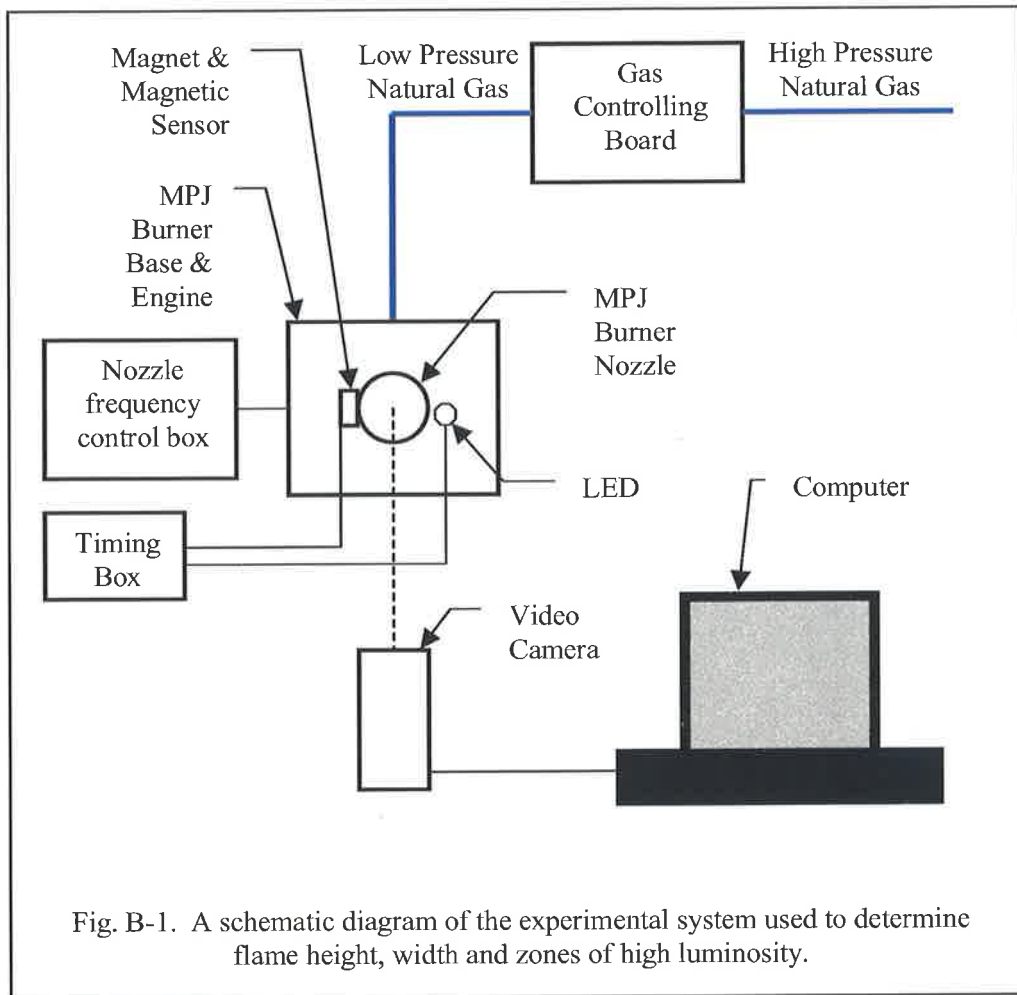 Magnet &
Magnetic
Sensor
Low Pressure
Natural Gas
Gas
Controlling
Board
High Pressure
Natural Gas
MPJ
Burner
Base &
Engine
MPJ
Burner
Nozzle
Nozzle
frequency
control box
LED
Computer
Timing
Box
Video
Camera
Fig. B-1. A schematic diagram of the experimental system used to determine
flame height, width and zones of high luminosity.